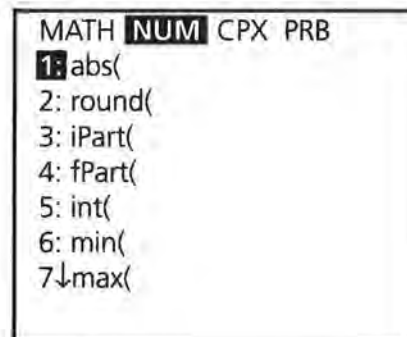 MATH NUM CPX PRB
1: abs(
2: round(
3: iPart(
4: fPart(
5: int(
6: min(
7↓max(